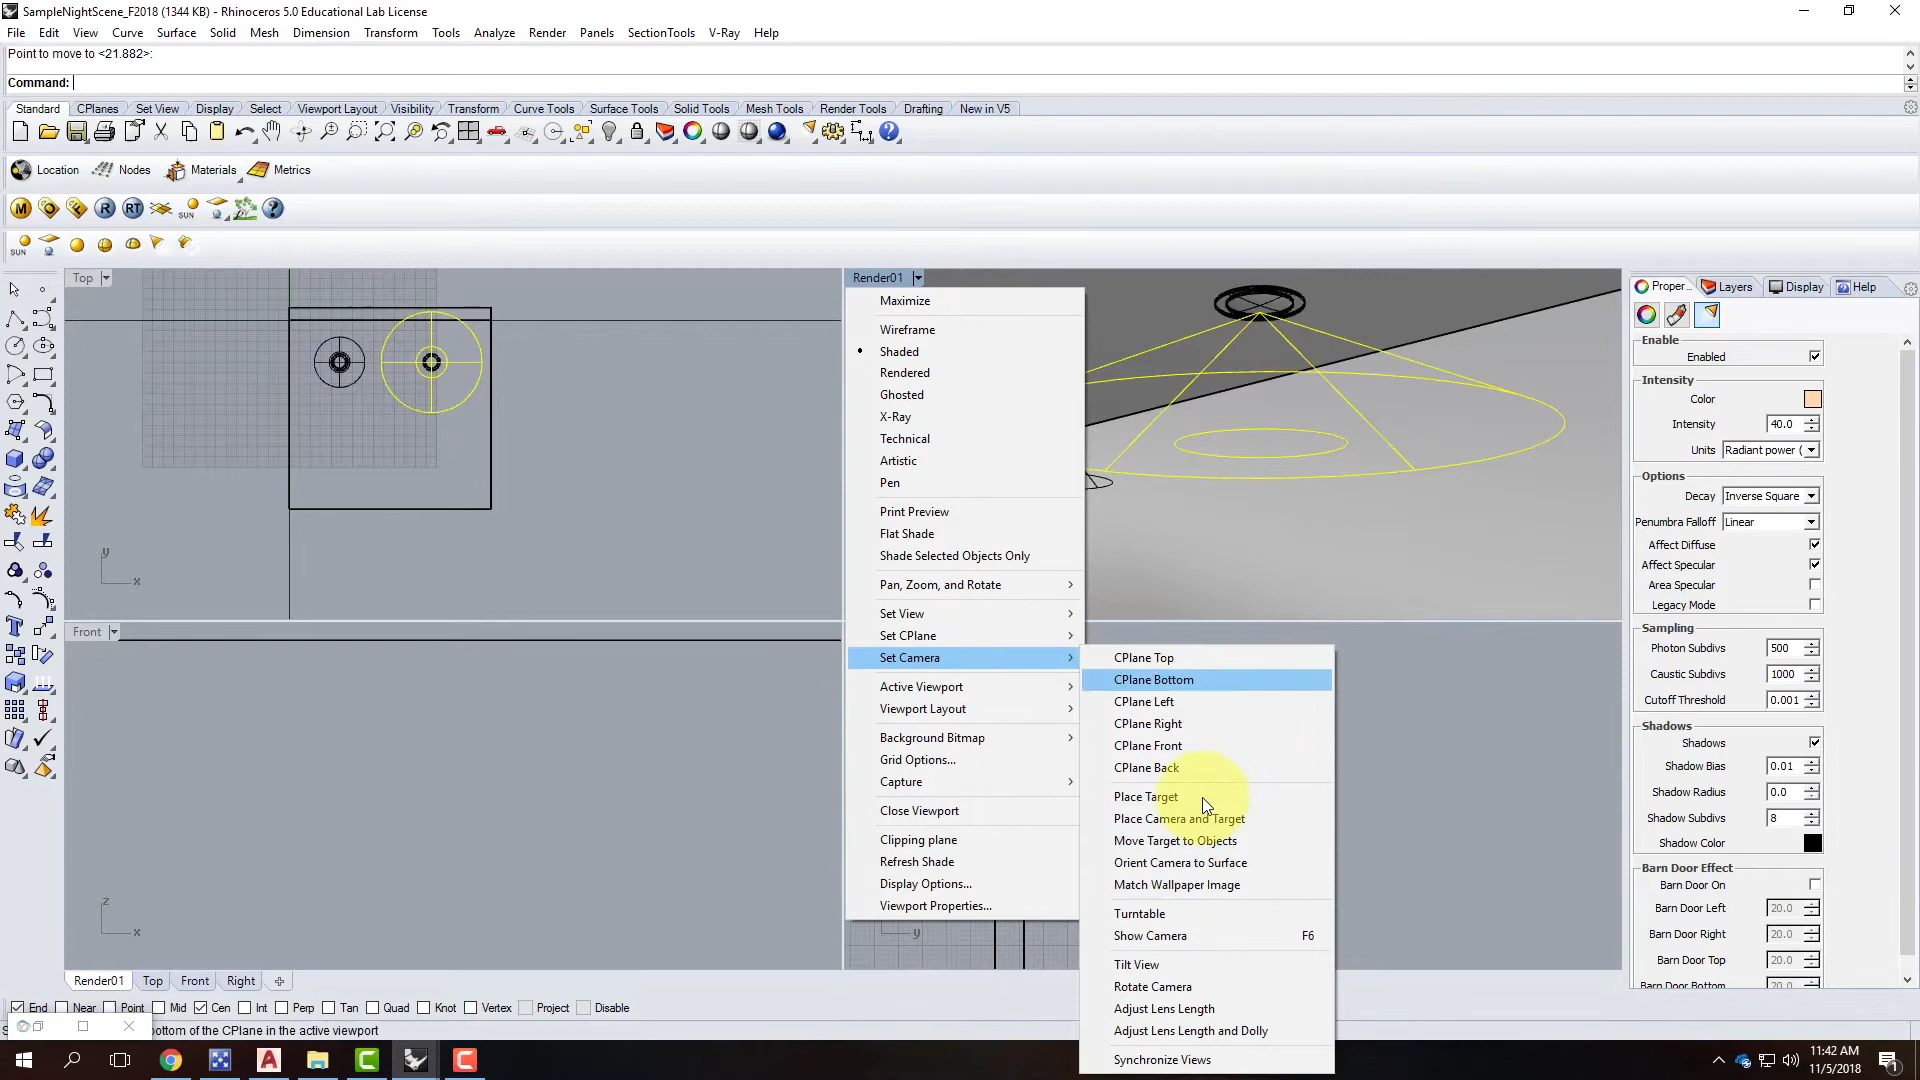 SampleNightScene_F2018 (1344 KB) - Rhinoceros 5.0 Educational Lab License
File Edit View Curve Surface Solid Mesh Dimension Transform Tools Analyze Render Panels SectionTools V-Ray Help
Point to move to <21.882>:
Command:
Standard CPlanes Set View Display Select Viewport Layout Visibility Transform Curve Tools Surface Tools Solid Tools Mesh Tools Render Tools Drafting New in V5
Location Nodes Materials Metrics
M O F R RT SUN
SUN
Top
Render01
Maximize
Wireframe
Shaded
Rendered
Ghosted
X-Ray
Technical
Artistic
Pen
Print Preview
Flat Shade
Shade Selected Objects Only
Pan, Zoom, and Rotate
Set View
Set CPlane
Set Camera
Active Viewport
Viewport Layout
Background Bitmap
Grid Options...
Capture
Close Viewport
Clipping plane
Refresh Shade
Display Options...
Viewport Properties...
CPlane Top
CPlane Bottom
CPlane Left
CPlane Right
CPlane Front
CPlane Back
Place Target
Place Camera and Target
Move Target to Objects
Orient Camera to Surface
Match Wallpaper Image
Turntable
Show Camera F6
Tilt View
Rotate Camera
Adjust Lens Length
Adjust Lens Length and Dolly
Synchronize Views
y
x
Front
z
x
y
Proper... Layers Display Help
Enable
Enabled
Intensity
Color
Intensity 40.0
Units Radiant power (
Options
Decay Inverse Square
Penumbra Falloff Linear
Affect Diffuse
Affect Specular
Area Specular
Legacy Mode
Sampling
Photon Subdivs 500
Caustic Subdivs 1000
Cutoff Threshold 0.001
Shadows
Shadows
Shadow Bias 0.01
Shadow Radius 0.0
Shadow Subdivs 8
Shadow Color
Barn Door Effect
Barn Door On
Barn Door Left 20.0
Barn Door Right 20.0
Barn Door Top 20.0
Barn Door Bottom 20.0
Render01 Top Front Right
End Near Point Mid Cen Int Perp Tan Quad Knot Vertex Project Disable
bottom of the CPlane in the active viewport
11:42 AM
11/5/2018
1